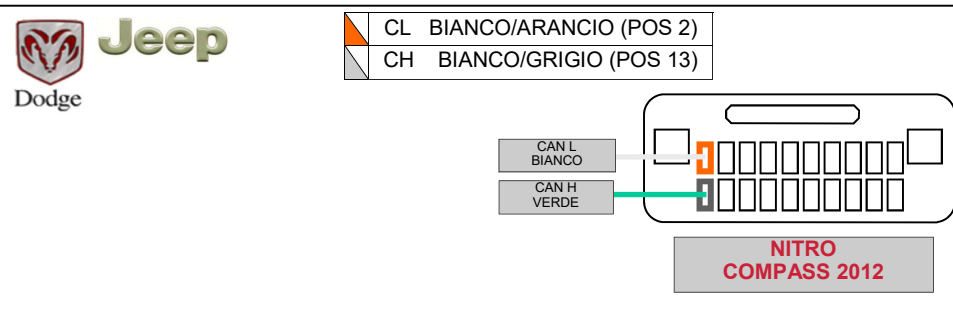 Jeep
Dodge
CL BIANCO/ARANCIO (POS 2)
CH BIANCO/GRIGIO (POS 13)
CAN L
BIANCO
CAN H
VERDE
NITRO
COMPASS 2012